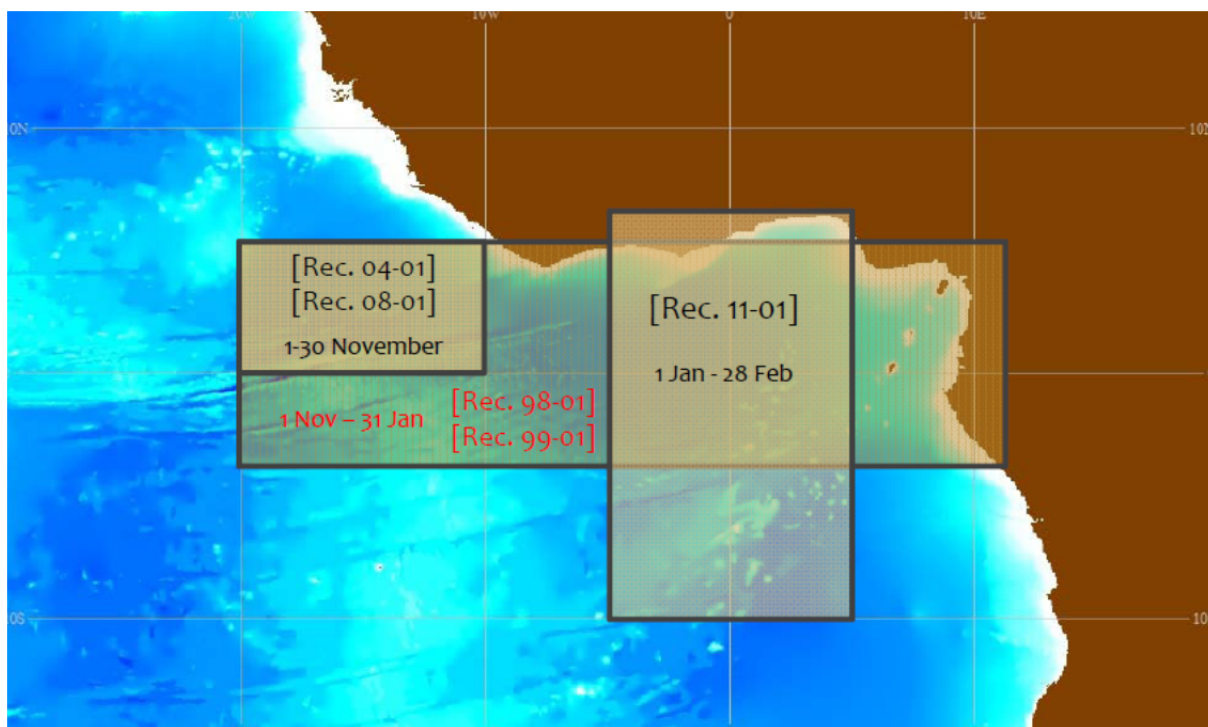 20W 10W 0 10E
10N 10N
[Rec. 04-01]
[Rec. 08-01]
1-30 November
[Rec. 11-01]
1 Jan - 28 Feb
1 Nov – 31 Jan
[Rec. 98-01]
[Rec. 99-01]
10S